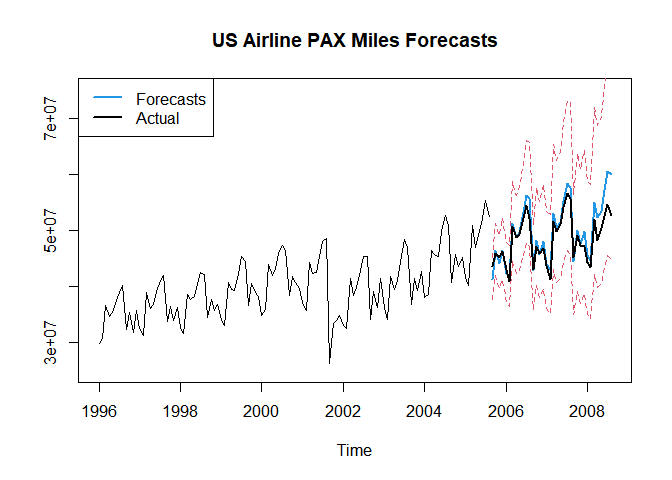 US Airline PAX Miles Forecasts
Forecasts
Actual
7e+07
5e+07
3e+07
1996 1998 2000 2002 2004 2006 2008
Time